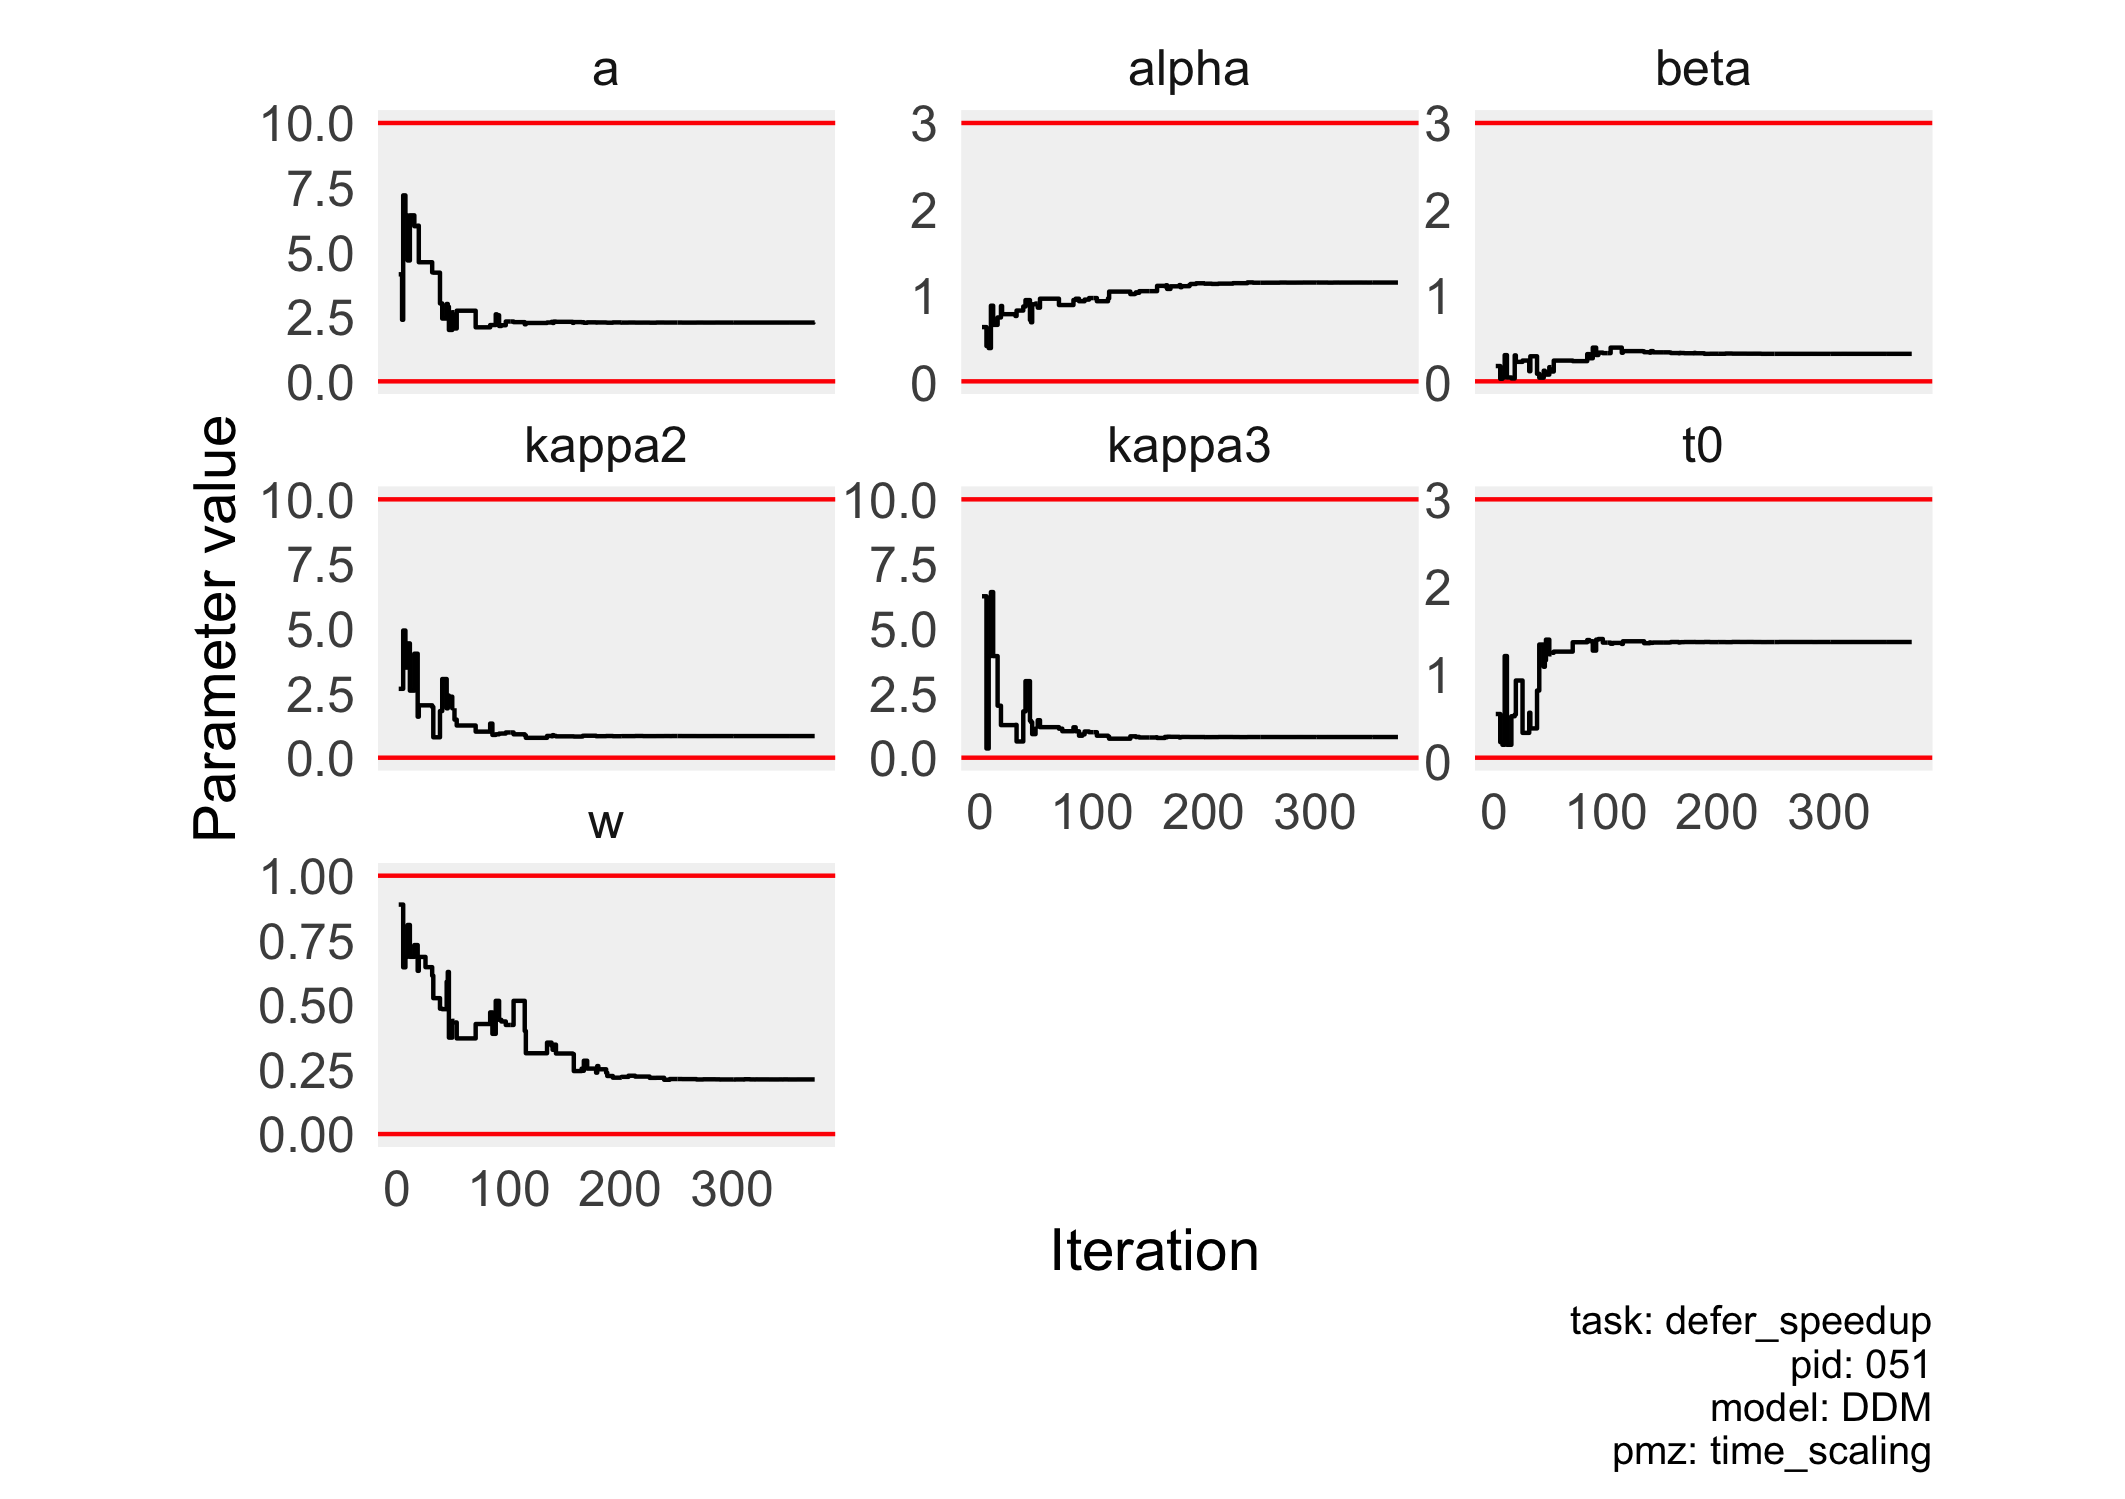 a
alpha
beta
10.0
7.5
5.0
2.5
0.0
3
2
1
0
3
2
1
0
kappa2
kappa3
t0
10.0
7.5
5.0
2.5
0.0
10.0
7.5
5.0
2.5
0.0
3
2
1
0
0 100 200 300
0 100 200 300
w
1.00
0.75
0.50
0.25
0.00
0 100 200 300
Parameter value
Iteration
task: defer_speedup
pid: 051
model: DDM
pmz: time_scaling